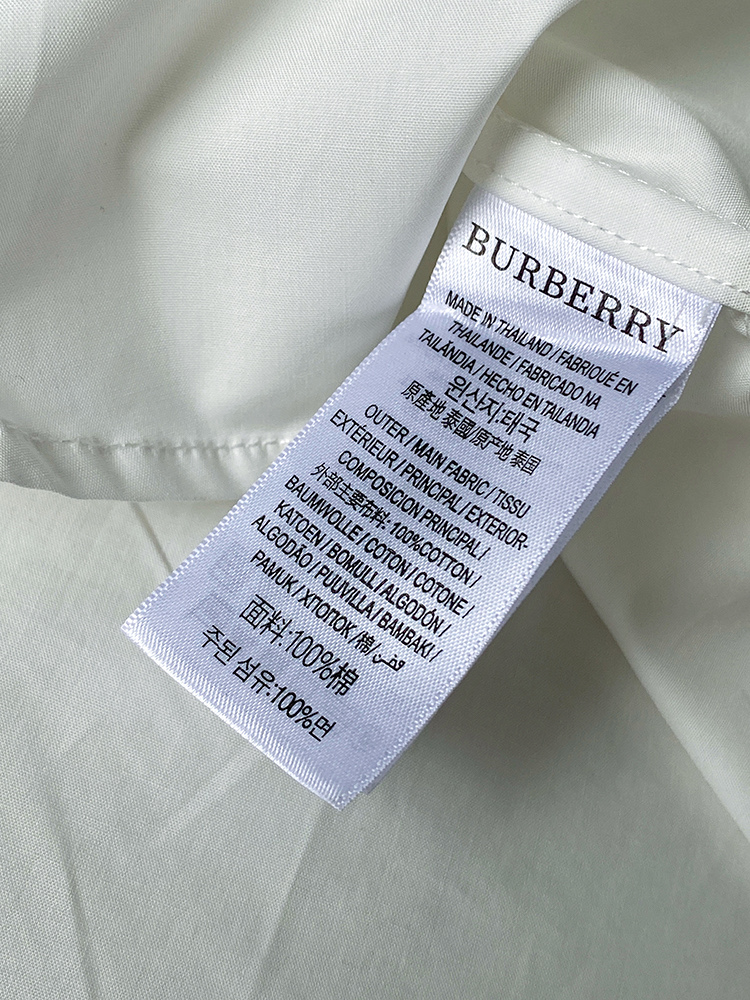 BURBERRY
MADE IN THAILAND / FABRIQUÉ EN
THAILANDE / FABRICADO NA
TAILÂNDIA / HECHO EN TAILANDIA
원산지:태국
原產地 泰國/原产地 泰国
OUTER / MAIN FABRIC / TISSU
EXTERIEUR / PRINCIPAL / EXTERIOR-
COMPOSICION PRINCIPAL /
外部主要布料: 100%COTTON /
BAUMWOLLE / COTON / COTONE /
KATOEN / BOMULL / ALGODÓN /
ALGODÃO / PUUVILLA / BAMBAKI /
PAMUK / ХЛОПОК / 棉 / قطن
面料:100%棉
주된 섬유:100%면